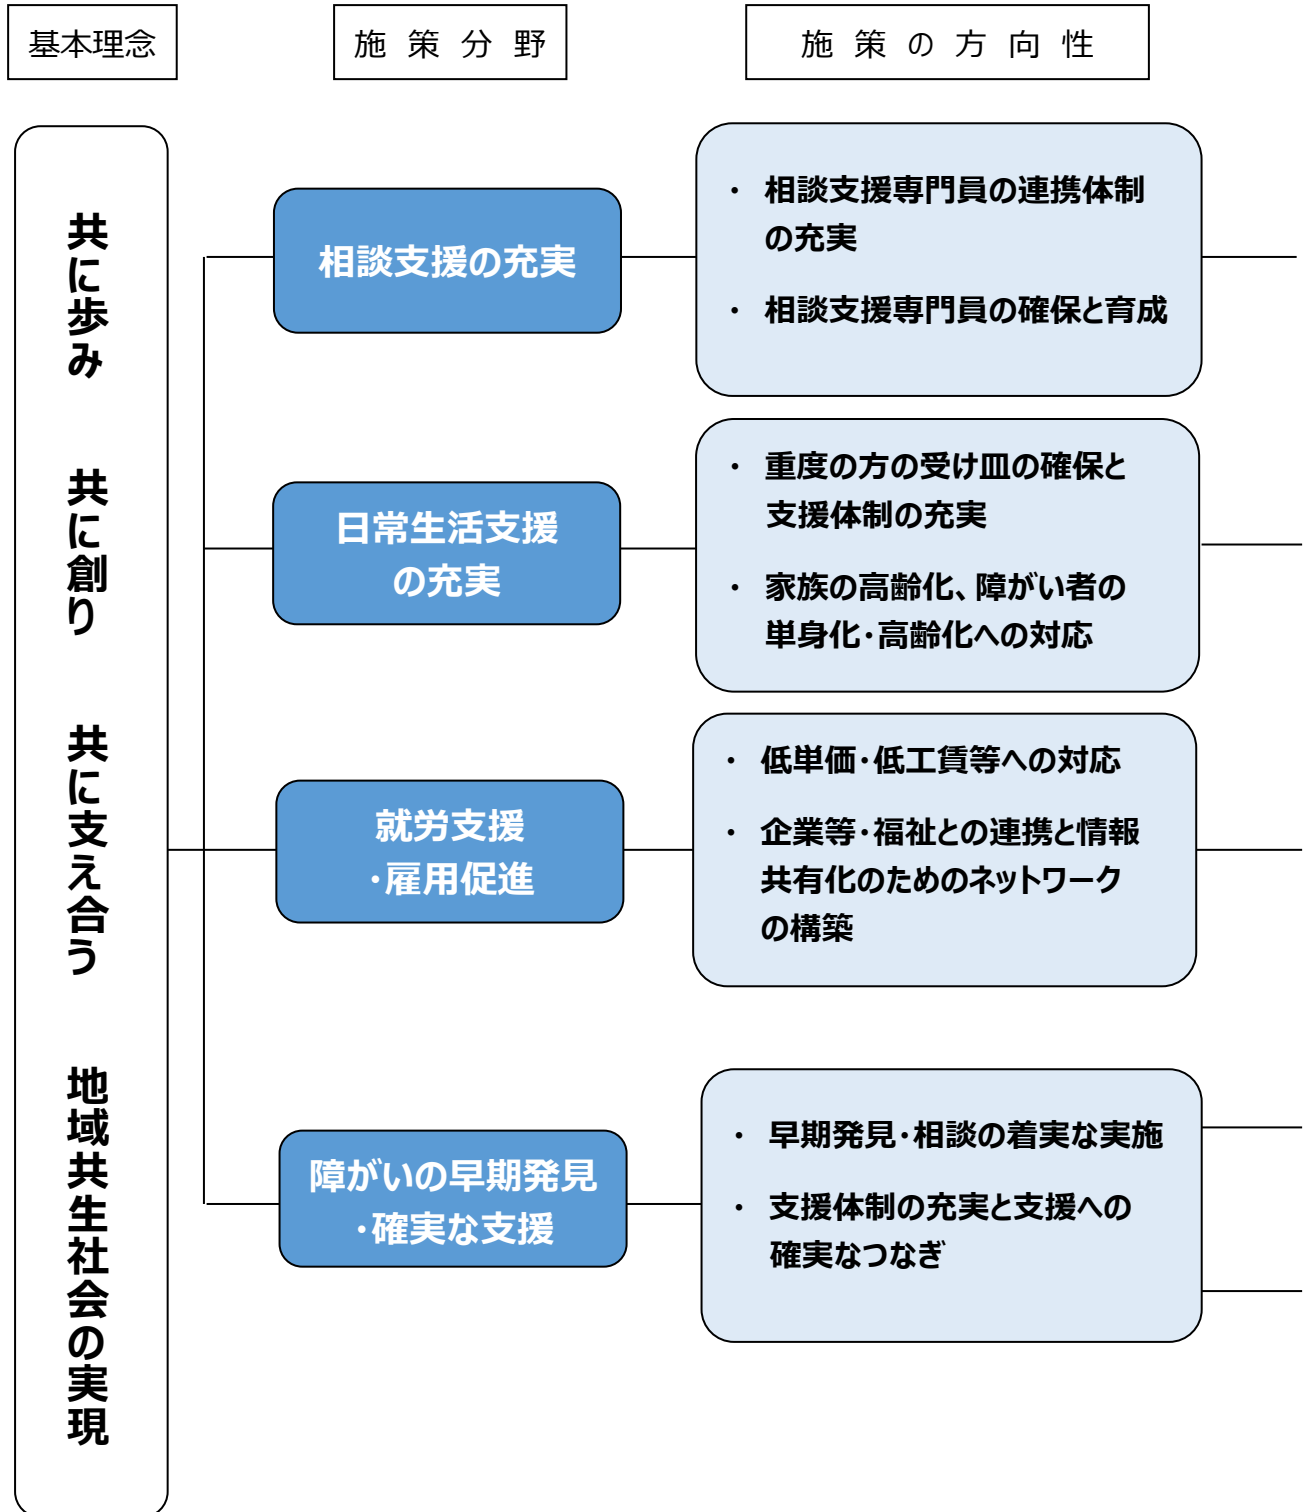 基本理念
施策分野
施策の方向性
共に歩み　共に創り　共に支え合う　地域共生社会の実現
相談支援の充実
・ 相談支援専門員の連携体制
の充実
・ 相談支援専門員の確保と育成
日常生活支援
の充実
・ 重度の方の受け皿の確保と
支援体制の充実
・ 家族の高齢化、障がい者の
単身化・高齢化への対応
就労支援
・雇用促進
・ 低単価・低工賃等への対応
・ 企業等・福祉との連携と情報
共有化のためのネットワーク
の構築
障がいの早期発見
・確実な支援
・ 早期発見・相談の着実な実施
・ 支援体制の充実と支援への
確実なつなぎ